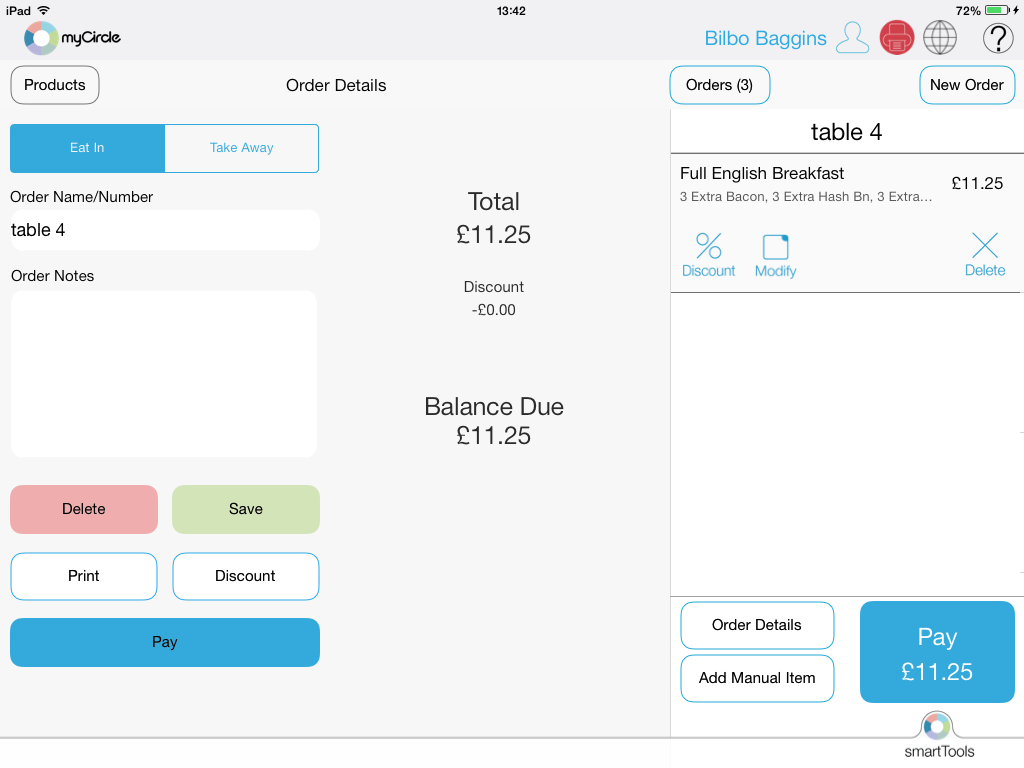 iPad
13:42
72%
myCircle
Bilbo Baggins
?
Products
Order Details
Orders (3)
New Order
Eat In
Take Away
Order Name/Number
table 4
Order Notes
Delete
Save
Print
Discount
Pay
Total
£11.25
Discount
-£0.00
Balance Due
£11.25
table 4
Full English Breakfast
£11.25
3 Extra Bacon, 3 Extra Hash Bn, 3 Extra...
%
Discount
Modify
Delete
Order Details
Add Manual Item
Pay
£11.25
smartTools